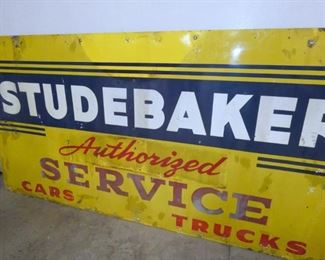 STUDEBAKER
Authorized
SERVICE
CARS
TRUCKS